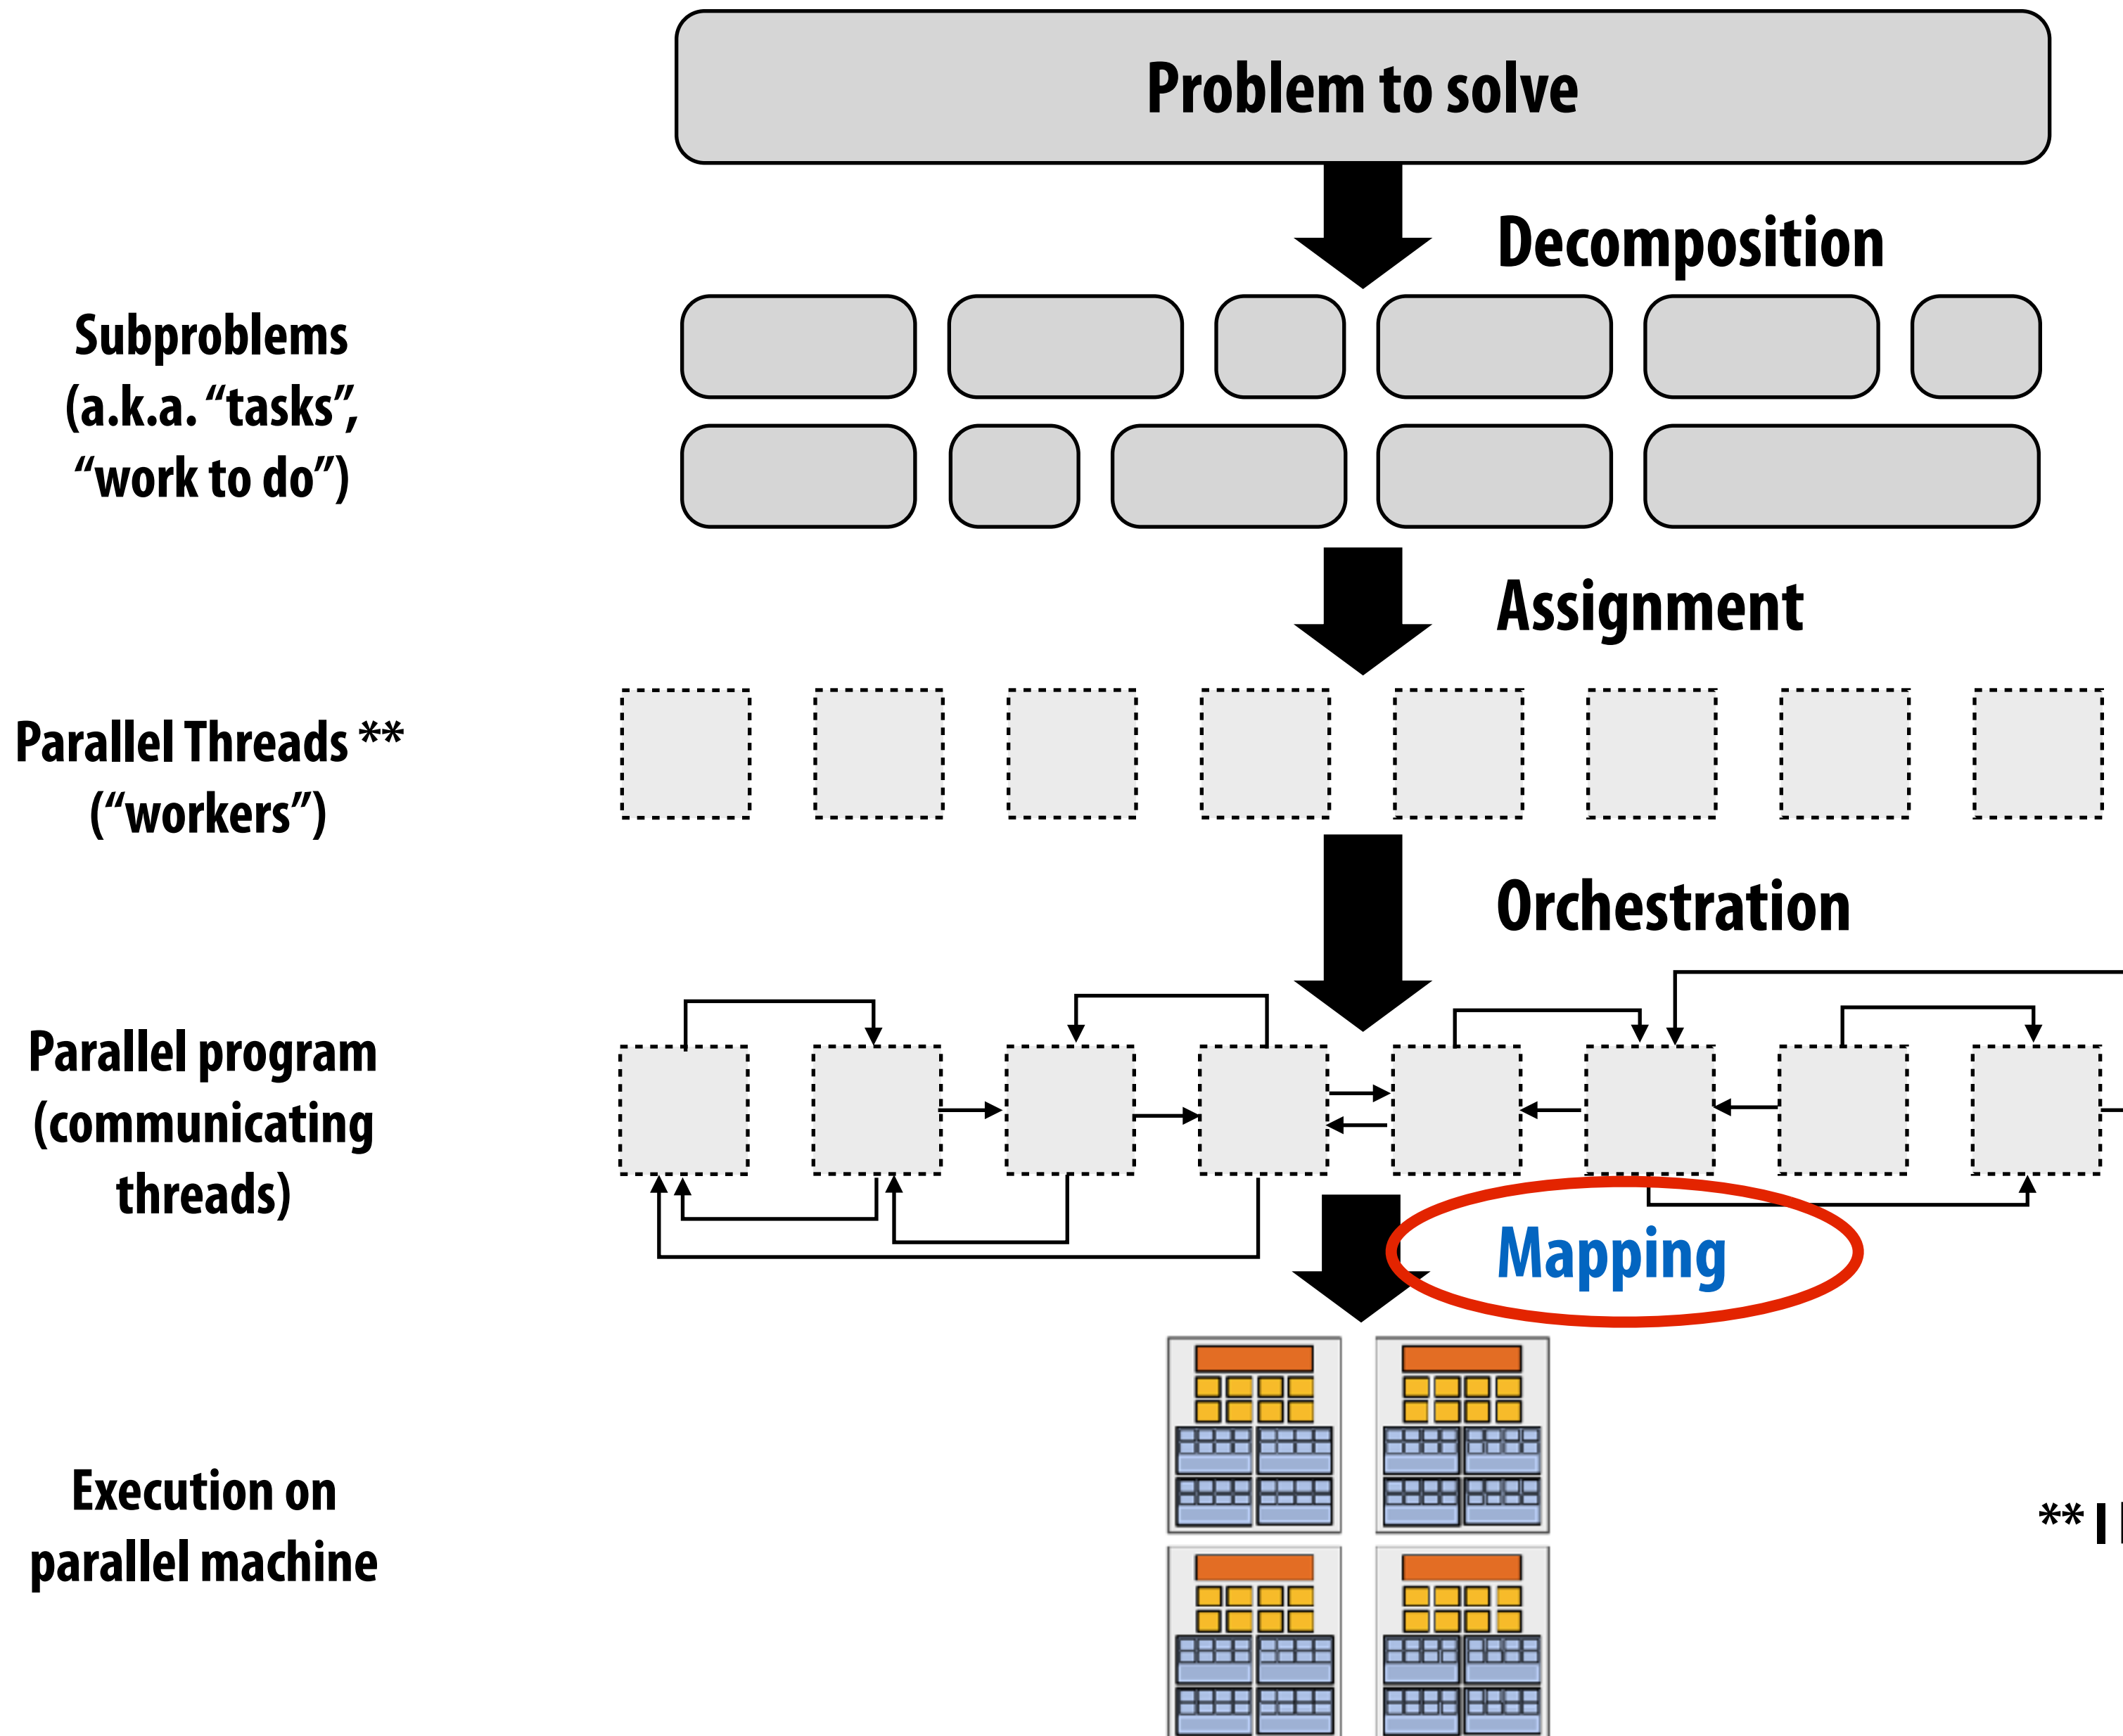 Problem to solve
Decomposition
Subproblems
(a.k.a. “tasks”,
“work to do”)
Assignment
Parallel Threads **
(“workers”)
Orchestration
Parallel program
(communicating
threads)
Mapping
Execution on
parallel machine
** I